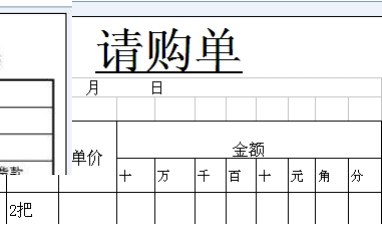 请购单
月 日
金额
单价
十 万 千 百 十 元 角 分
2把